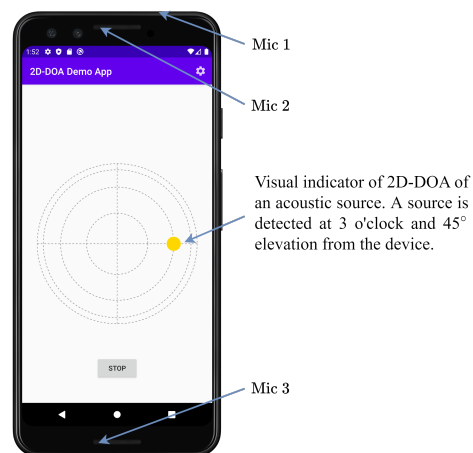 Mic 1
1:52
2D-DOA Demo App
Mic 2
Visual indicator of 2D-DOA of
an acoustic source. A source is
detected at 3 o'clock and 45°
elevation from the device.
STOP
Mic 3